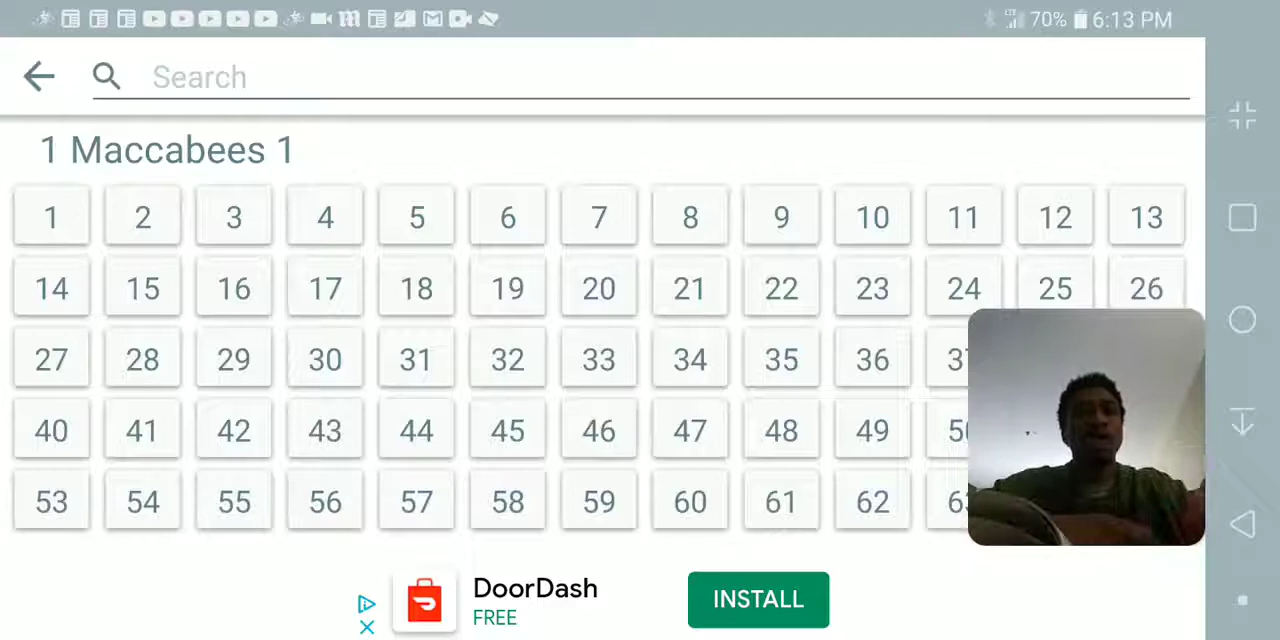 LTE 70% 6:13 PM
Search
1 Maccabees 1
1 2 3 4 5 6 7 8 9 10 11 12 13
14 15 16 17 18 19 20 21 22 23 24 25 26
27 28 29 30 31 32 33 34 35 36
40 41 42 43 44 45 46 47 48 49
53 54 55 56 57 58 59 60 61 62
DoorDash
FREE
INSTALL